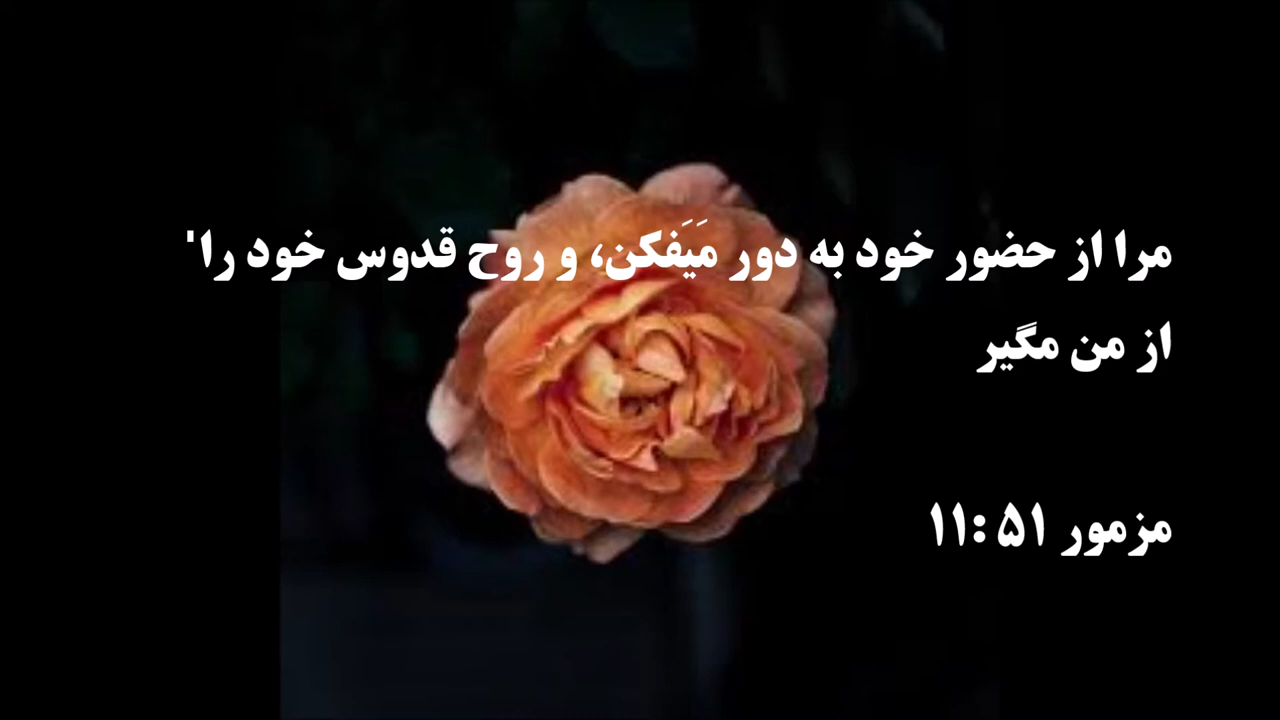 مرا از حضور خود به دور مَیَفکن، و روح قدوس خود را'
از من مگیر
مزمور ۵۱ :۱۱